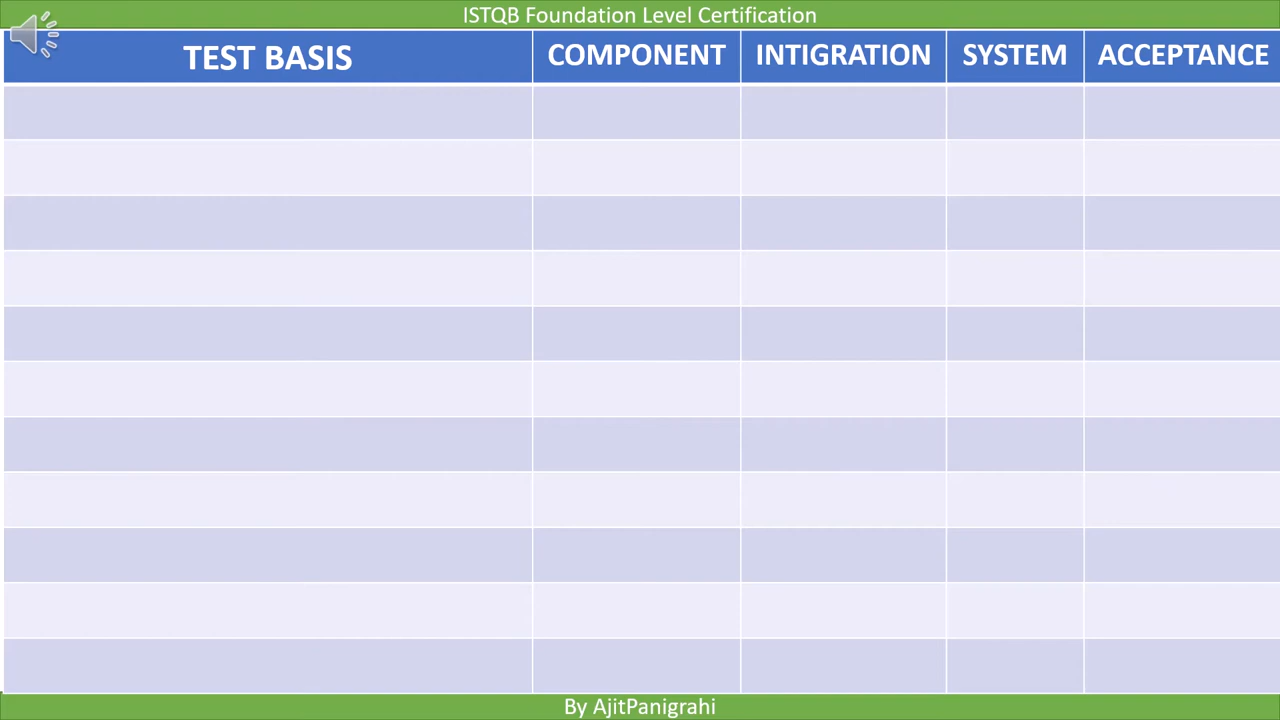 ISTQB Foundation Level Certification
TEST BASIS COMPONENT INTIGRATION SYSTEM ACCEPTANCE
By AjitPanigrahi